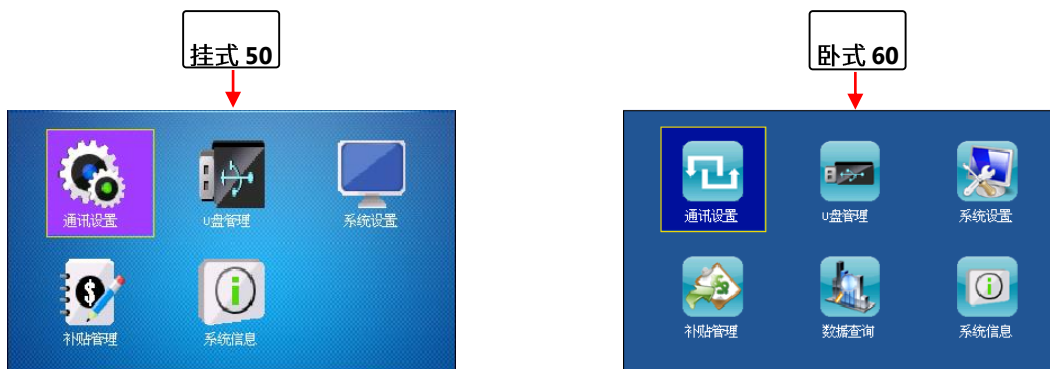 挂式 50
卧式 60
通讯设置
U盘管理
系统设置
补贴管理
系统信息
通讯设置
U盘管理
系统设置
补贴管理
数据查询
系统信息